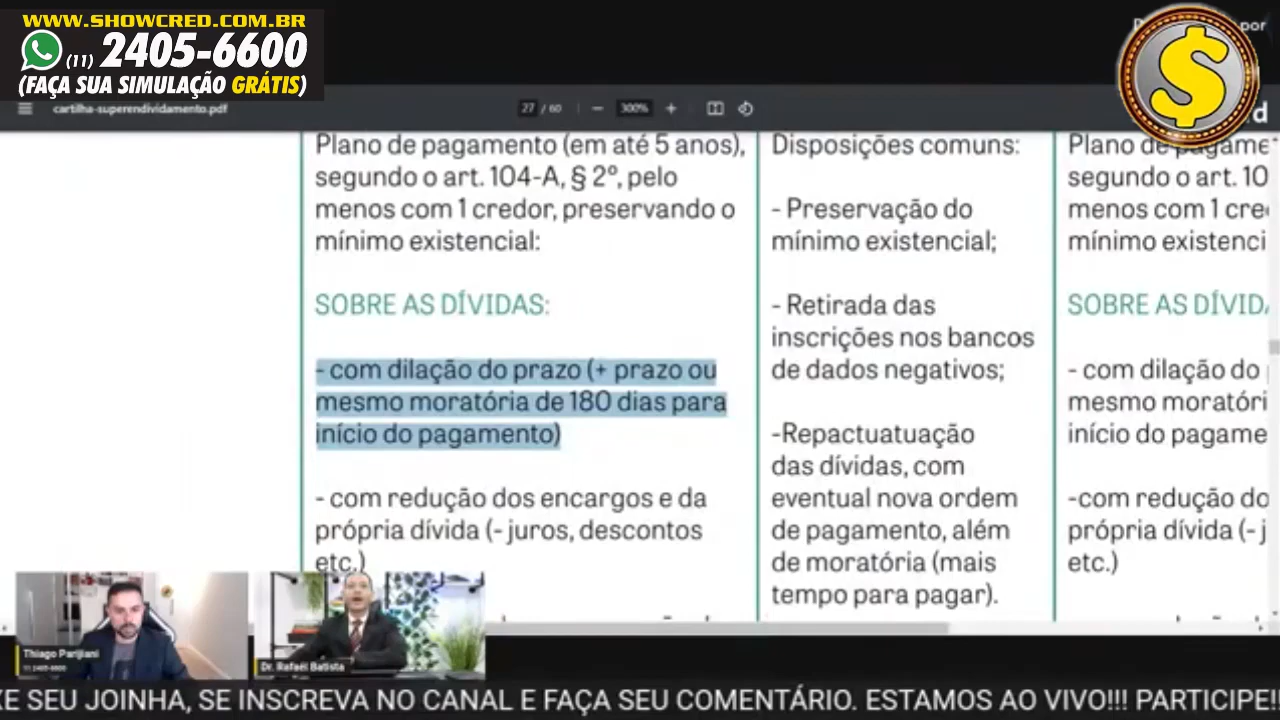 WWW.SHOWCRED.COM.BR
(11) 2405-6600
(FAÇA SUA SIMULAÇÃO GRÁTIS)
por
cartilha-superendividamento.pdf
27 / 60
300%
Plano de pagamento (em até 5 anos),
segundo o art. 104-A, § 2º, pelo
menos com 1 credor, preservando o
mínimo existencial:
SOBRE AS DÍVIDAS:
- com dilação do prazo (+ prazo ou
mesmo moratória de 180 dias para
início do pagamento)
- com redução dos encargos e da
própria dívida (- juros, descontos
etc.)
Disposições comuns:
- Preservação do
mínimo existencial;
- Retirada das
inscrições nos bancos
de dados negativos;
-Repactuatuação
das dívidas, com
eventual nova ordem
de pagamento, além
de moratória (mais
tempo para pagar).
Plano de pagame
segundo o art. 10
menos com 1 cre
mínimo existenci
SOBRE AS DÍVIDA
- com dilação do
mesmo moratóri
início do pagame
-com redução do
própria dívida (- j
etc.)
Thiago Parijiani
11 2405-6600
Dr. Rafael Batista
XE SEU JOINHA, SE INSCREVA NO CANAL E FAÇA SEU COMENTÁRIO. ESTAMOS AO VIVO!!! PARTICIPE!!